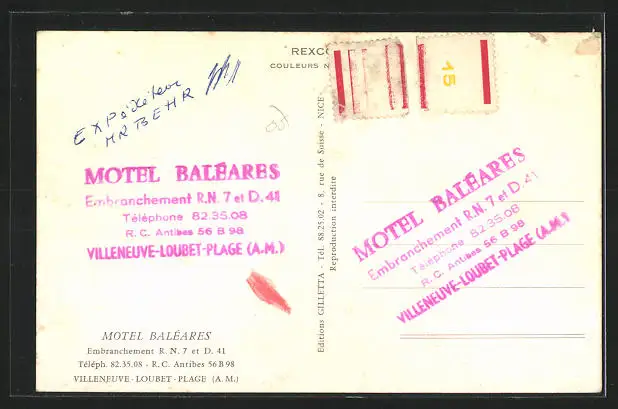 REXCO
COULEURS N
EXPéditeur
MR BEHR
MOTEL BALÉARES
Embranchement R.N. 7 et D. 41
Téléphone 82.35.08
R.C. Antibes 56 B 98
VILLENEUVE-LOUBET-PLAGE (A.M.)
MOTEL BALÉARES
Embranchement R. N. 7 et D. 41
Téléph. 82.35.08 - R. C. Antibes 56 B 98
VILLENEUVE - LOUBET - PLAGE (A. M.)
Editions GILLETTA - Tél. 88.25.02 - 8, rue de Suisse - NICE
Reproduction interdite
15
MOTEL BALÉARES
Embranchement R.N. 7 et D. 41
Téléphone 82.35.08
R.C. Antibes 56 B 98
VILLENEUVE-LOUBET-PLAGE (A.M.)